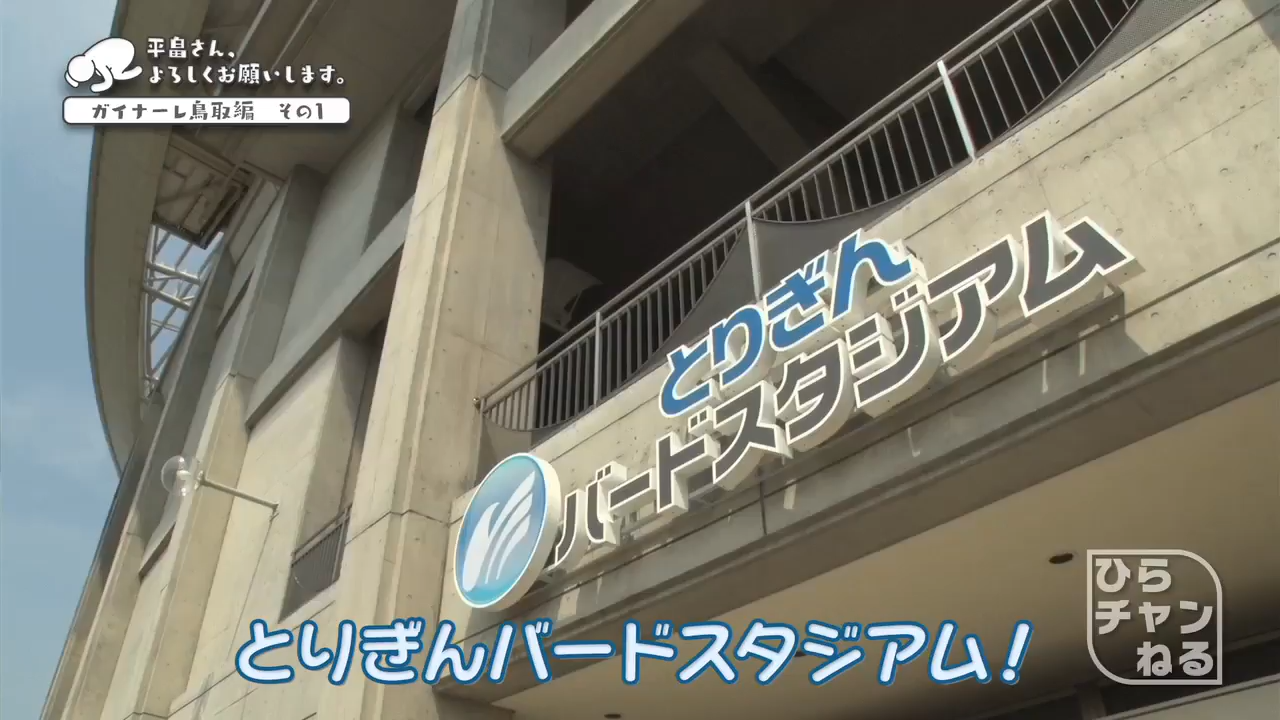 平畠さん、
よろしくお願いします。
ガイナーレ鳥取編 その1
とりぎん
バードスタジアム
とりぎんバードスタジアム!
ひら
チャン
ねる